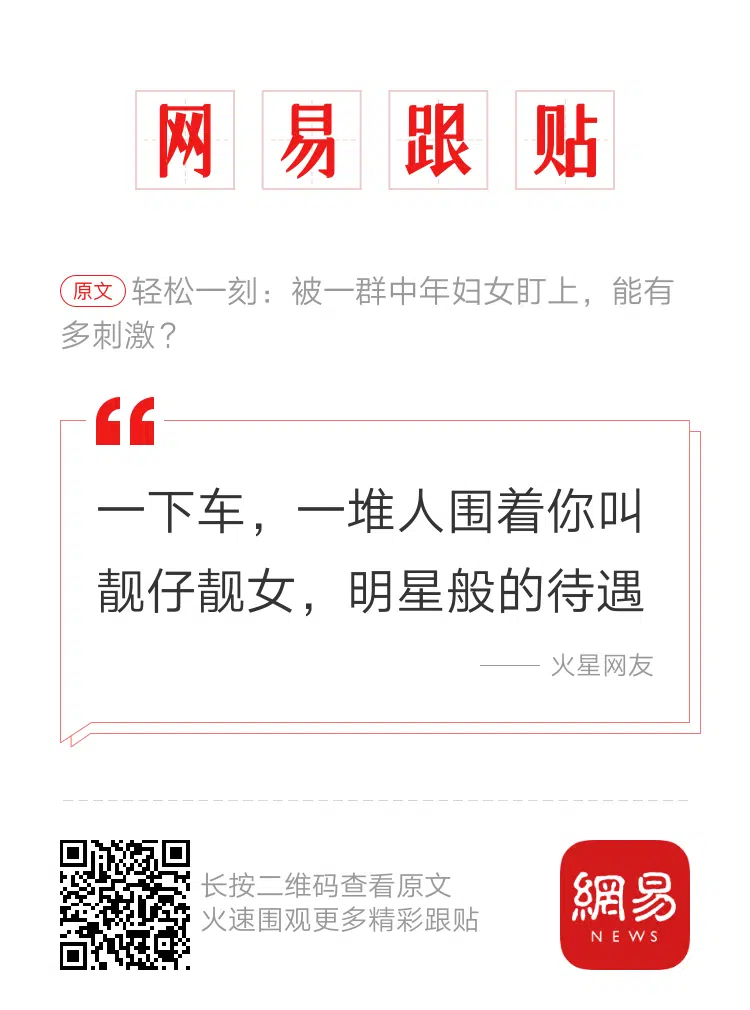 网易跟贴
原文 轻松一刻：被一群中年妇女盯上，能有
多刺激？
一下车，一堆人围着你叫
靓仔靓女，明星般的待遇
—— 火星网友
长按二维码查看原文
火速围观更多精彩跟贴
網易
NEWS